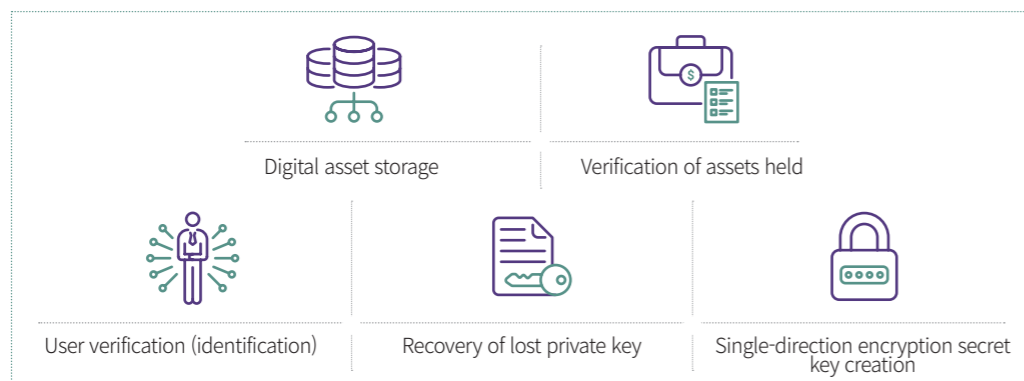 $
Digital asset storage
Verification of assets held
User verification (identification)
Recovery of lost private key
Single-direction encryption secret
key creation